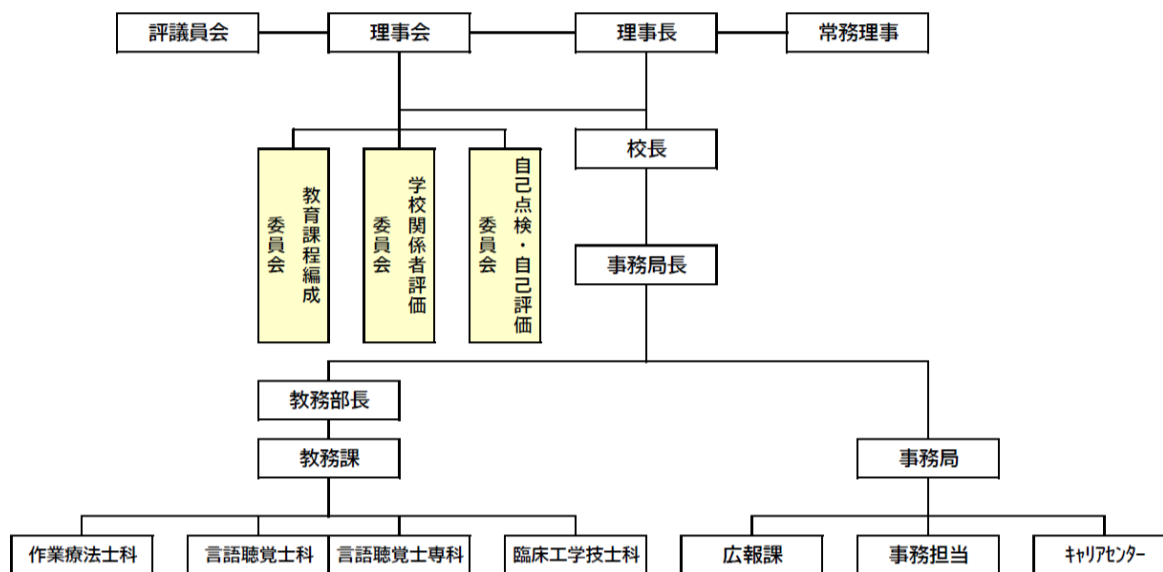 評議員会
理事会
理事長
常務理事
校長
教育課程編成
委員会
学校関係者評価
委員会
自己点検・自己評価
委員会
事務局長
教務部長
教務課
事務局
作業療法士科
言語聴覚士科
言語聴覚士専科
臨床工学技士科
広報課
事務担当
ｷｬﾘｱｾﾝﾀｰ